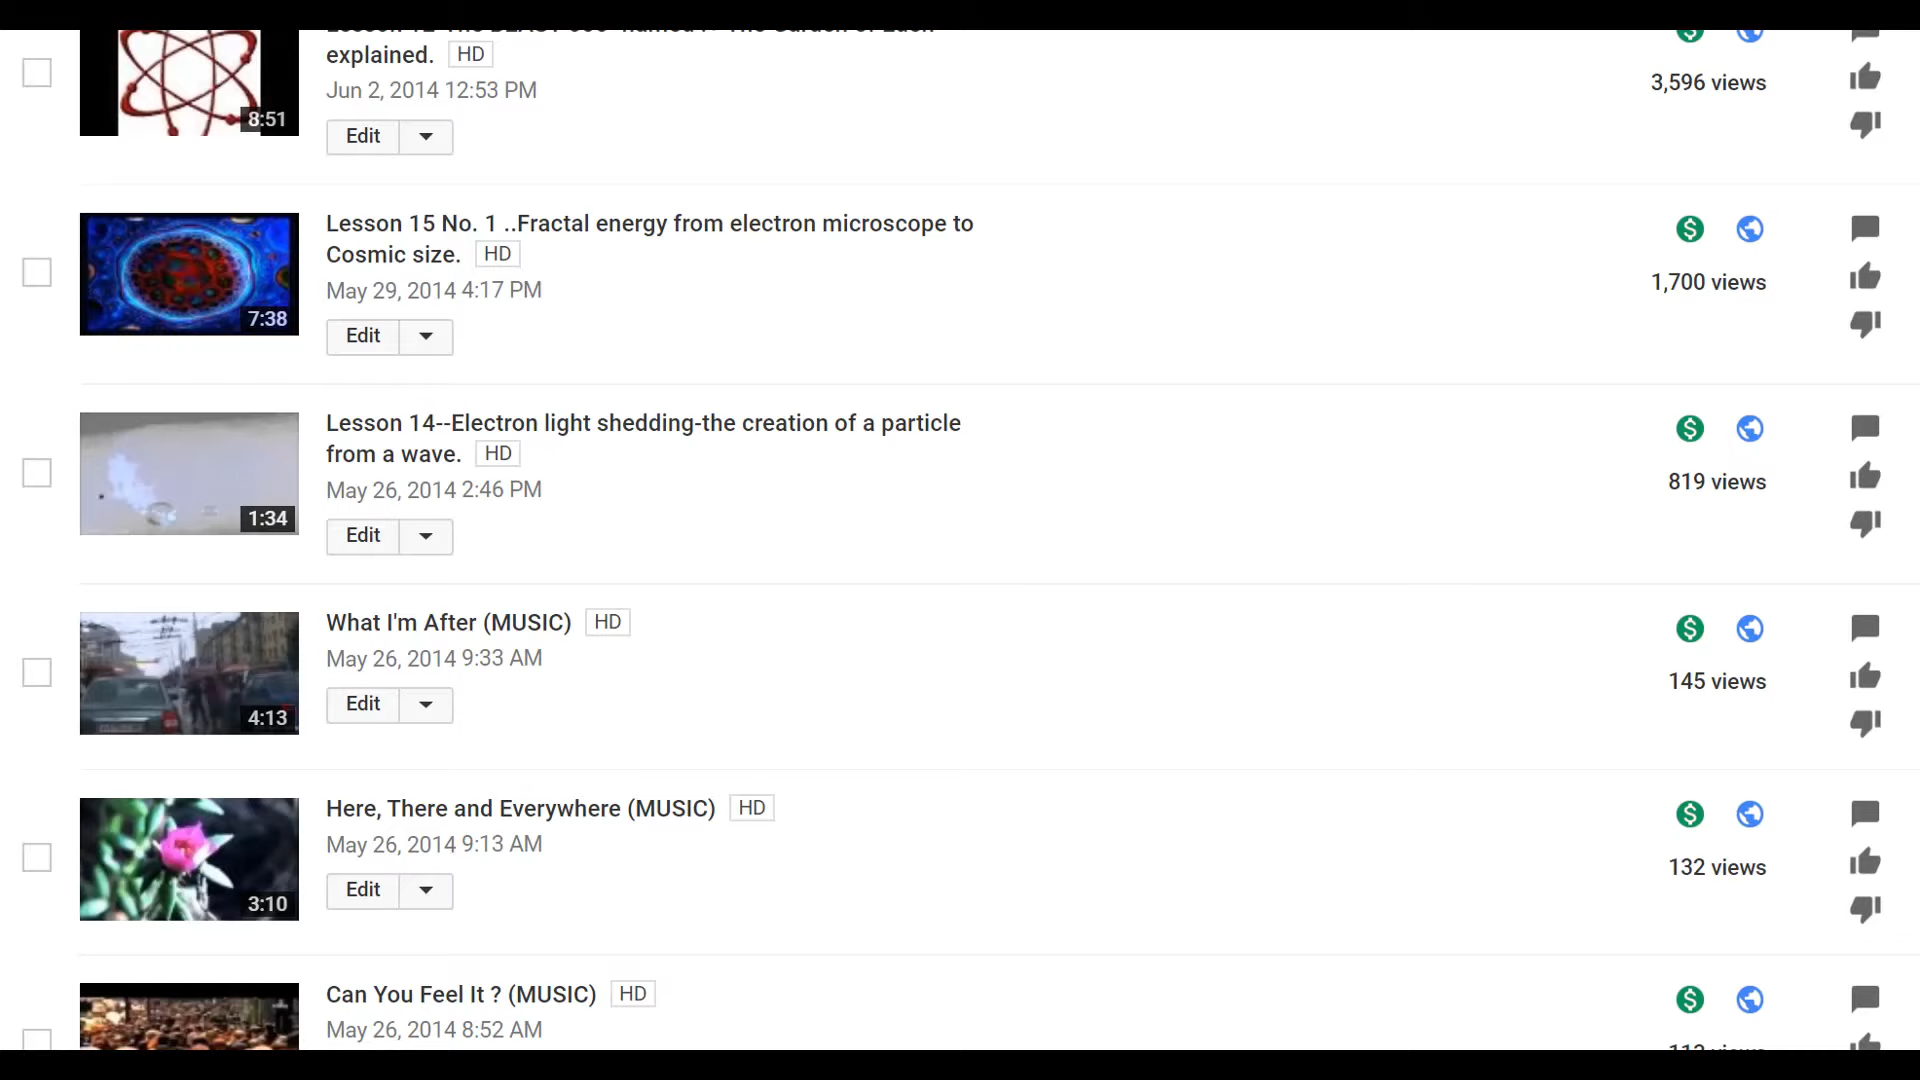 explained. HD
Jun 2, 2014 12:53 PM
3,596 views
8:51
Edit
Lesson 15 No. 1 ..Fractal energy from electron microscope to
Cosmic size. HD
May 29, 2014 4:17 PM
1,700 views
7:38
Edit
Lesson 14--Electron light shedding-the creation of a particle
from a wave. HD
May 26, 2014 2:46 PM
819 views
1:34
Edit
What I'm After (MUSIC) HD
May 26, 2014 9:33 AM
145 views
4:13
Edit
Here, There and Everywhere (MUSIC) HD
May 26, 2014 9:13 AM
132 views
3:10
Edit
Can You Feel It ? (MUSIC) HD
May 26, 2014 8:52 AM